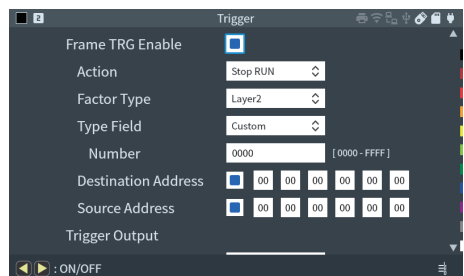 2 Trigger
Frame TRG Enable
Action Stop RUN
Factor Type Layer2
Type Field Custom
Number 0000 [ 0000 - FFFF ]
Destination Address 00 00 00 00 00 00
Source Address 00 00 00 00 00 00
Trigger Output
: ON/OFF